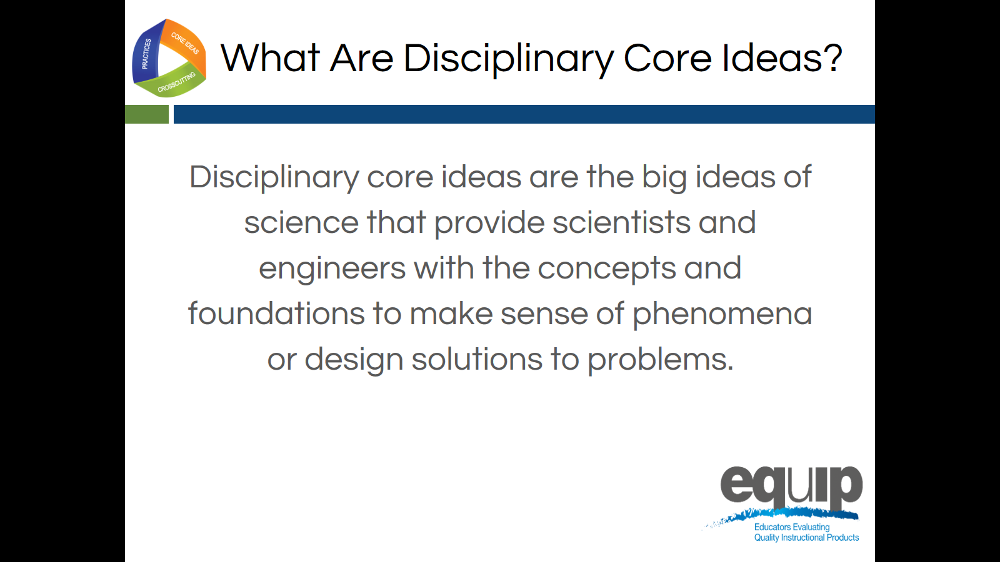 PRACTICES
CORE IDEAS
CROSSCUTTING
What Are Disciplinary Core Ideas?
Disciplinary core ideas are the big ideas of
science that provide scientists and
engineers with the concepts and
foundations to make sense of phenomena
or design solutions to problems.
equip
Educators Evaluating
Quality Instructional Products